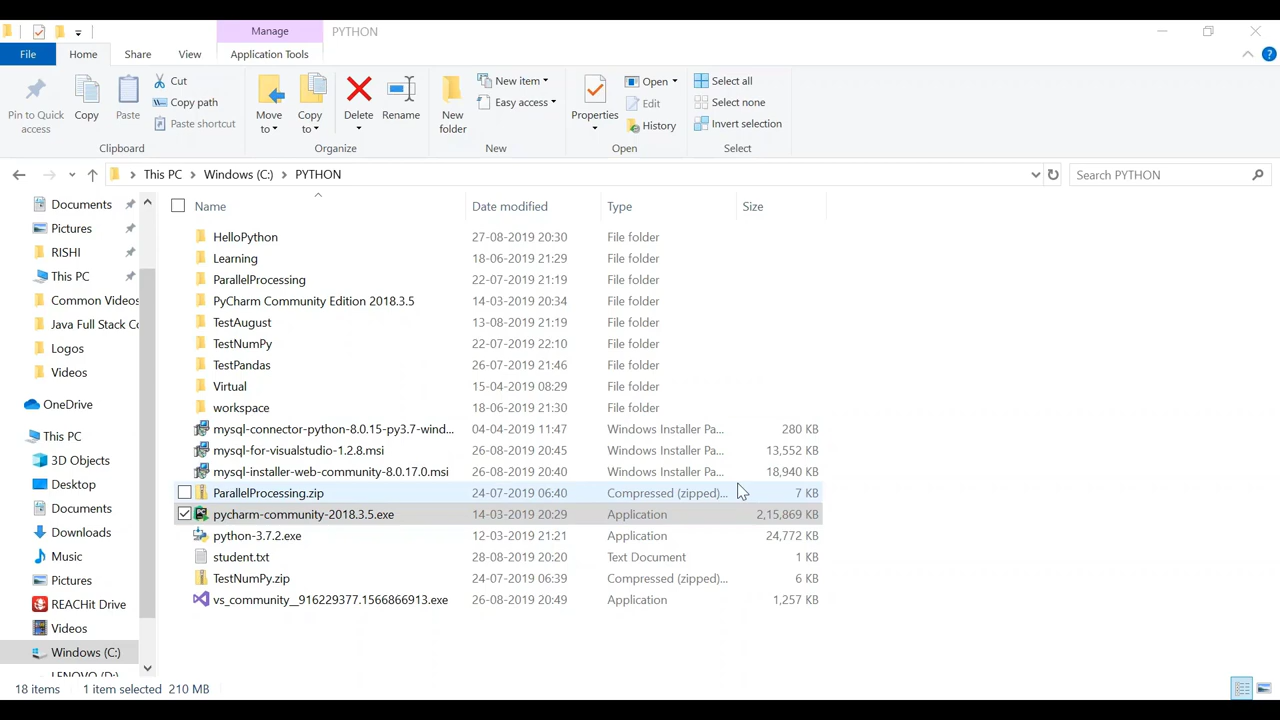 Manage
PYTHON
File
Home
Share
View
Application Tools
?
Pin to Quick access
Copy
Paste
Cut
Copy path
Paste shortcut
Clipboard
Move to
Copy to
Delete
Rename
Organize
New folder
New item
Easy access
New
Properties
Open
Edit
History
Open
Select all
Select none
Invert selection
Select
This PC > Windows (C:) > PYTHON
Search PYTHON
Documents
Pictures
RISHI
This PC
Common Videos
Java Full Stack Co
Logos
Videos
OneDrive
This PC
3D Objects
Desktop
Documents
Downloads
Music
Pictures
REACHit Drive
Videos
Windows (C:)
LENOVO (D:)
Name Date modified Type Size
HelloPython 27-08-2019 20:30 File folder
Learning 18-06-2019 21:29 File folder
ParallelProcessing 22-07-2019 21:19 File folder
PyCharm Community Edition 2018.3.5 14-03-2019 20:34 File folder
TestAugust 13-08-2019 21:19 File folder
TestNumPy 22-07-2019 22:10 File folder
TestPandas 26-07-2019 21:46 File folder
Virtual 15-04-2019 08:29 File folder
workspace 18-06-2019 21:30 File folder
mysql-connector-python-8.0.15-py3.7-wind... 04-04-2019 11:47 Windows Installer Pa... 280 KB
mysql-for-visualstudio-1.2.8.msi 26-08-2019 20:45 Windows Installer Pa... 13,552 KB
mysql-installer-web-community-8.0.17.0.msi 26-08-2019 20:40 Windows Installer Pa... 18,940 KB
ParallelProcessing.zip 24-07-2019 06:40 Compressed (zipped)... 7 KB
pycharm-community-2018.3.5.exe 14-03-2019 20:29 Application 2,15,869 KB
python-3.7.2.exe 12-03-2019 21:21 Application 24,772 KB
student.txt 28-08-2019 20:20 Text Document 1 KB
TestNumPy.zip 24-07-2019 06:39 Compressed (zipped)... 6 KB
vs_community__916229377.1566866913.exe 26-08-2019 20:49 Application 1,257 KB
18 items 1 item selected 210 MB